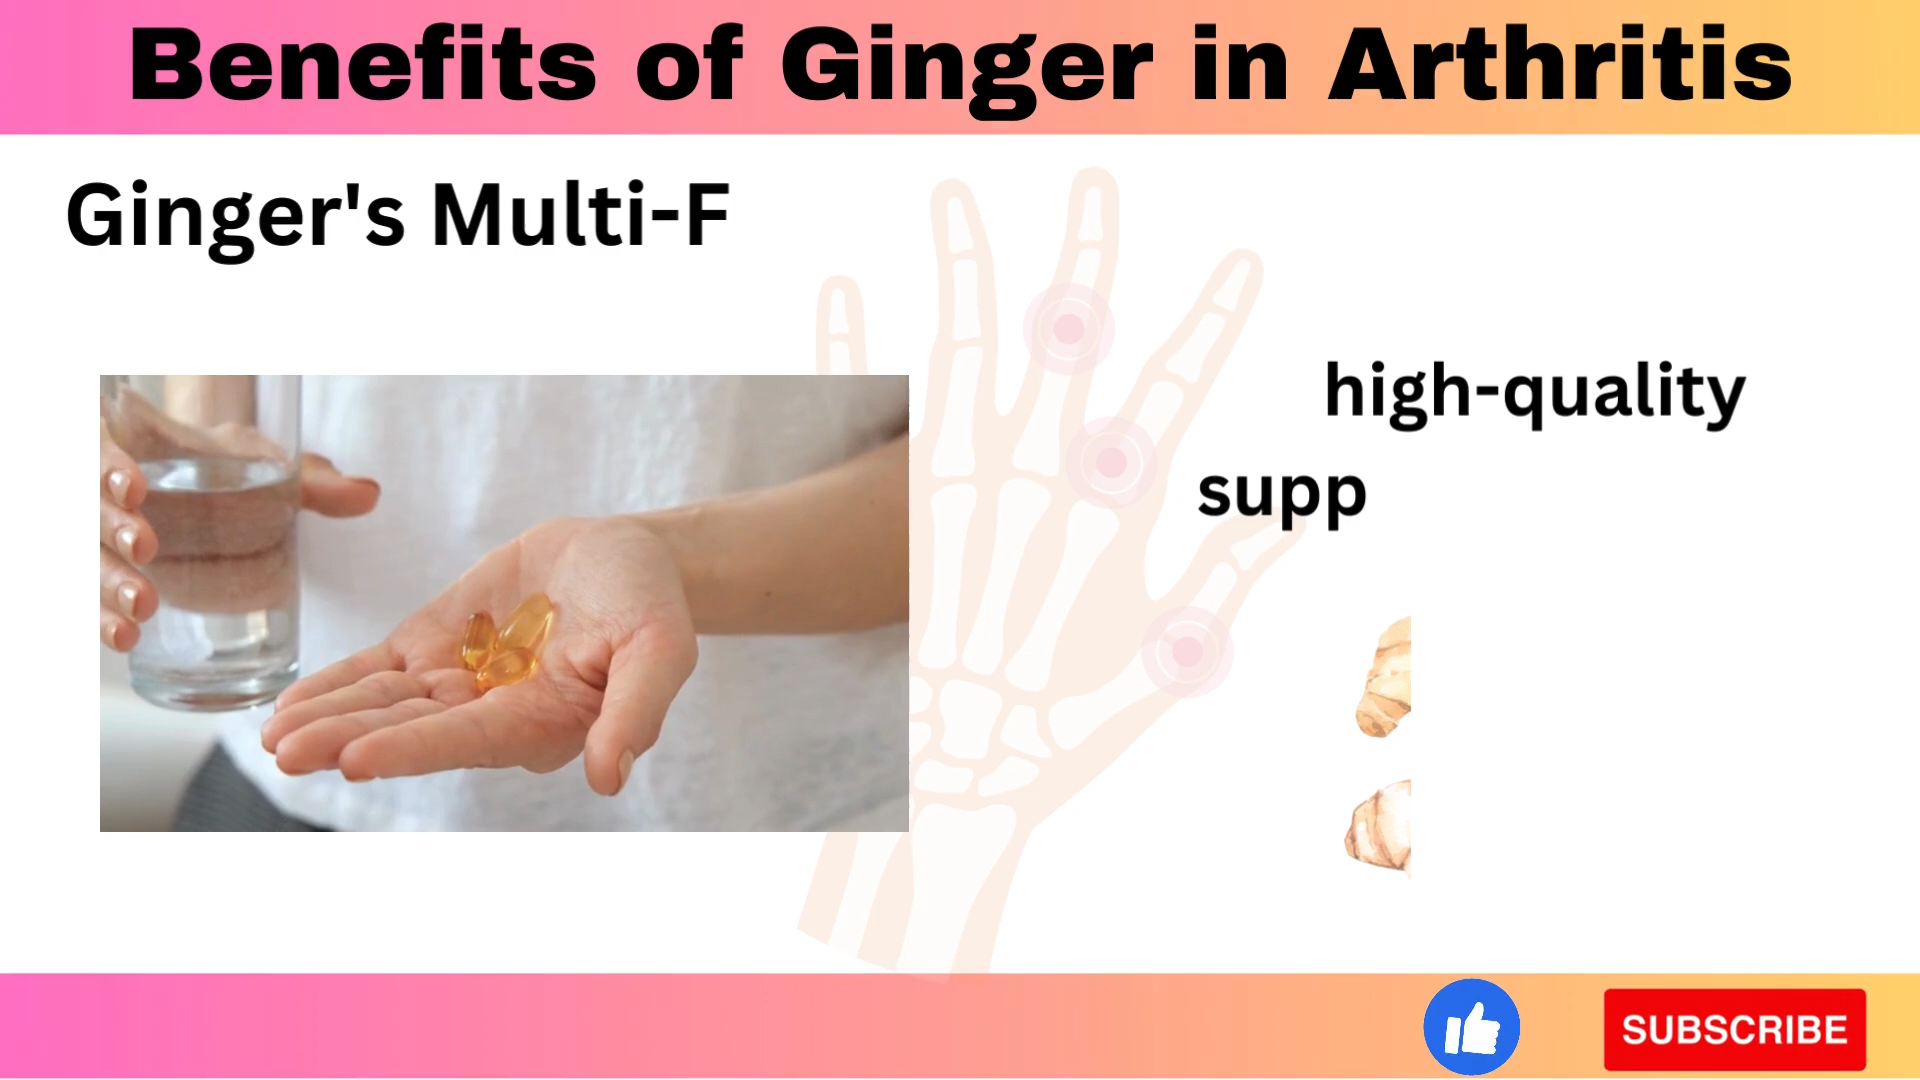 Benefits of Ginger in Arthritis
Ginger's Multi-F
high-quality
supp
SUBSCRIBE